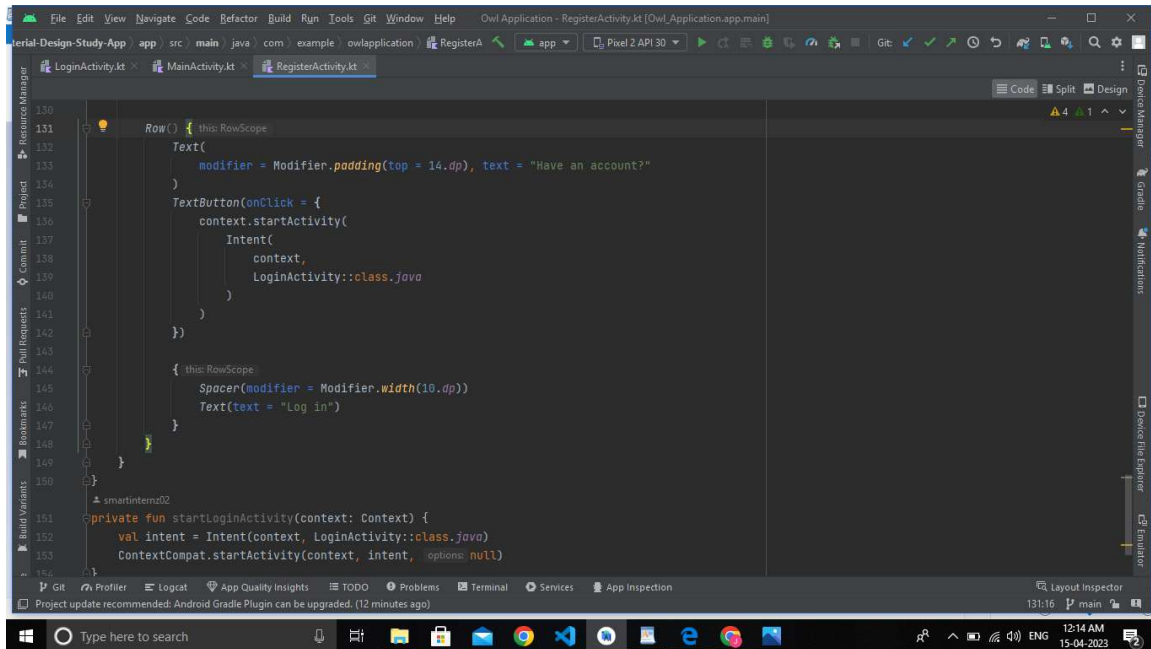 File Edit View Navigate Code Refactor Build Run Tools Git Window Help Owl Application - RegisterActivity.kt [Owl_Application.app.main]
terial-Design-Study-App app src main java com example owlapplication RegisterA app Pixel 2 API 30 Git:
LoginActivity.kt MainActivity.kt RegisterActivity.kt
Code Split Design
4 1
130
131 Row() { this: RowScope
132 Text(
133 modifier = Modifier.padding(top = 14.dp), text = "Have an account?"
134 )
135 TextButton(onClick = {
136 context.startActivity(
137 Intent(
138 context,
139 LoginActivity::class.java
140 )
141 )
142 })
143
144 { this: RowScope
145 Spacer(modifier = Modifier.width(10.dp))
146 Text(text = "Log in")
147 }
148 }
149 }
150 }
smartinternz02
151 private fun startLoginActivity(context: Context) {
152 val intent = Intent(context, LoginActivity::class.java)
153 ContextCompat.startActivity(context, intent, options: null)
154 }
Resource Manager
Project
Commit
Pull Requests
Bookmarks
Build Variants
Device Manager
Gradle
Notifications
Device File Explorer
Emulator
Git Profiler Logcat App Quality Insights TODO Problems Terminal Services App Inspection Layout Inspector
Project update recommended: Android Gradle Plugin can be upgraded. (12 minutes ago) 131:16 main
Type here to search ENG 12:14 AM
15-04-2023
2